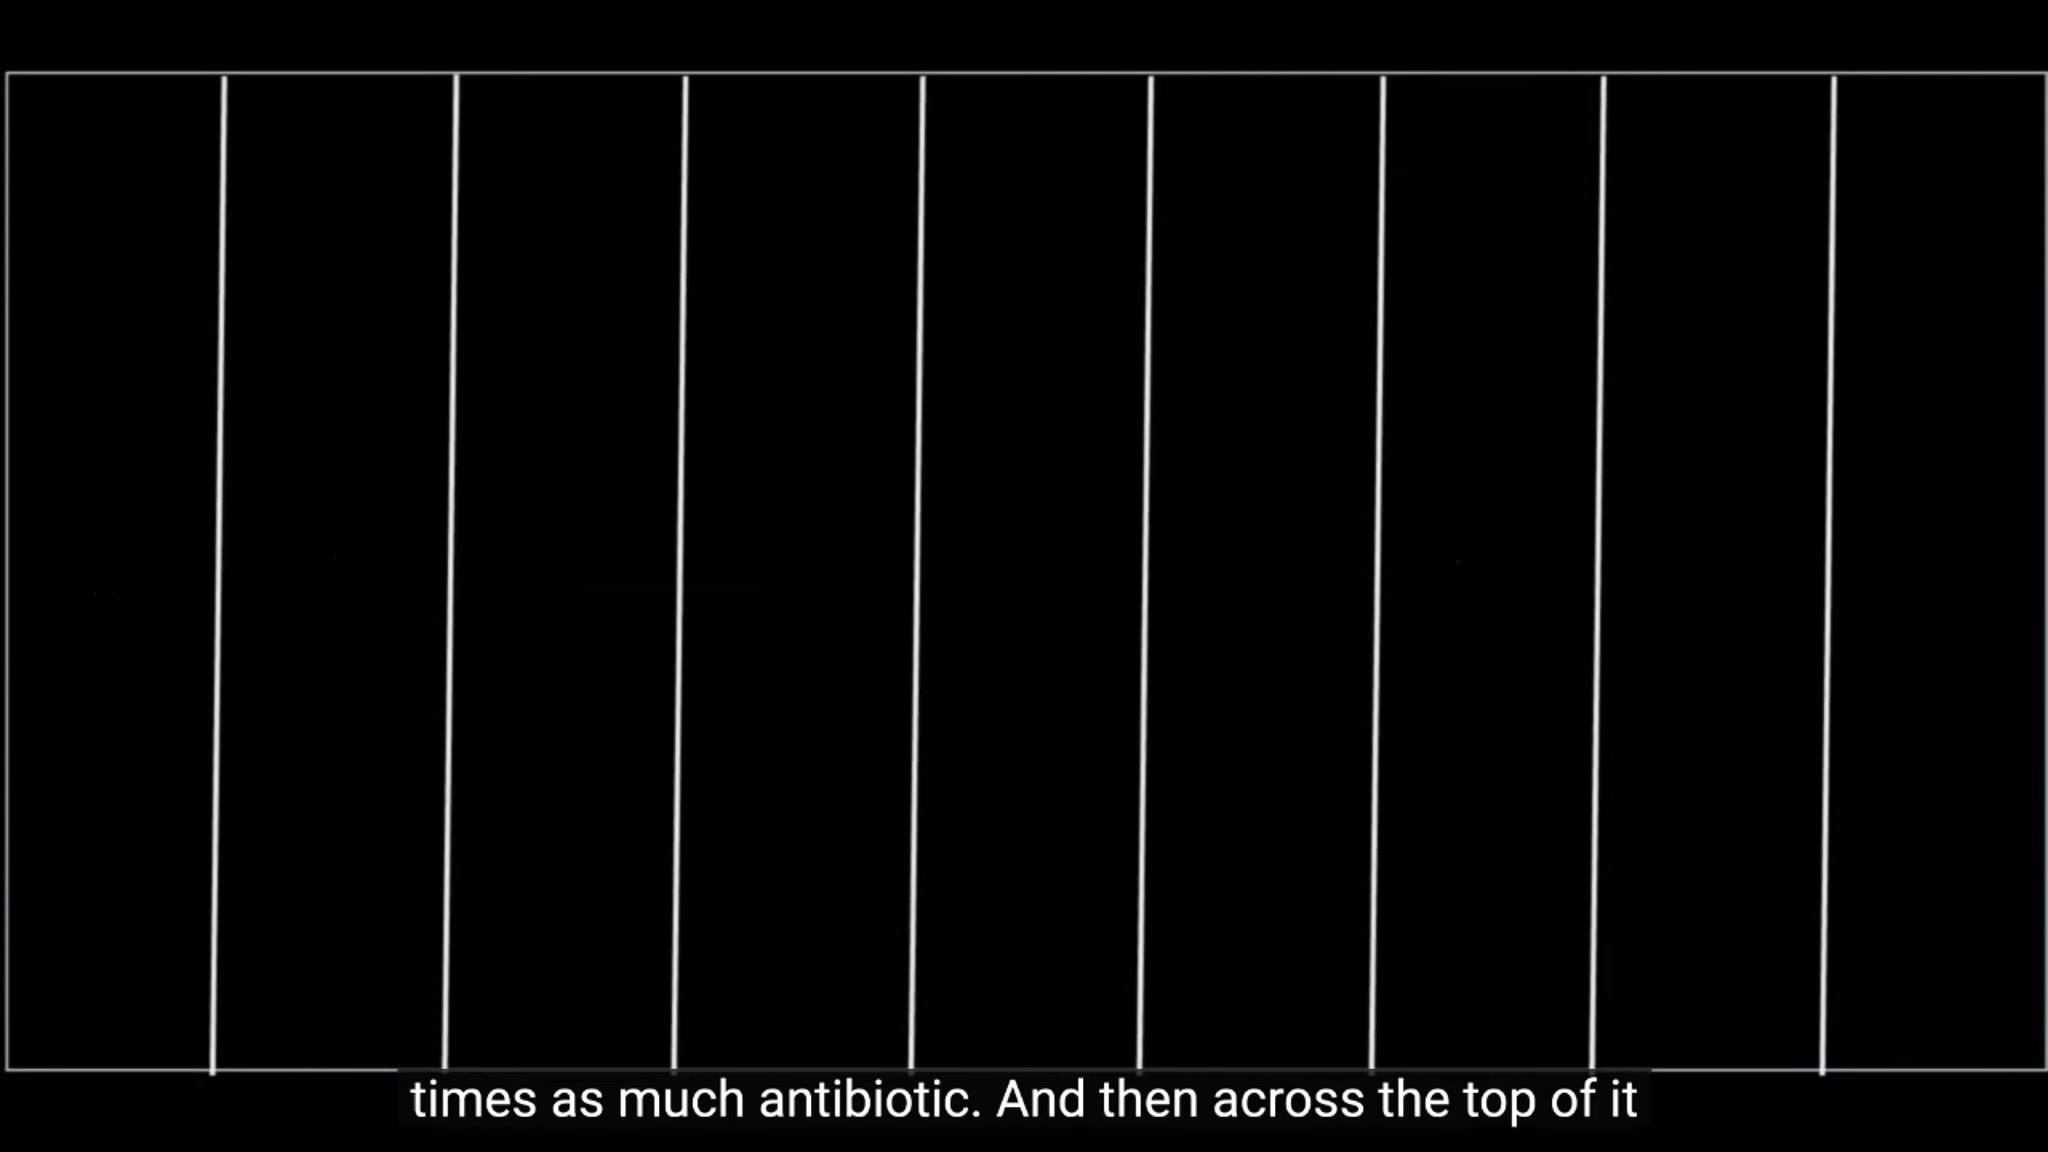 times as much antibiotic. And then across the top of it